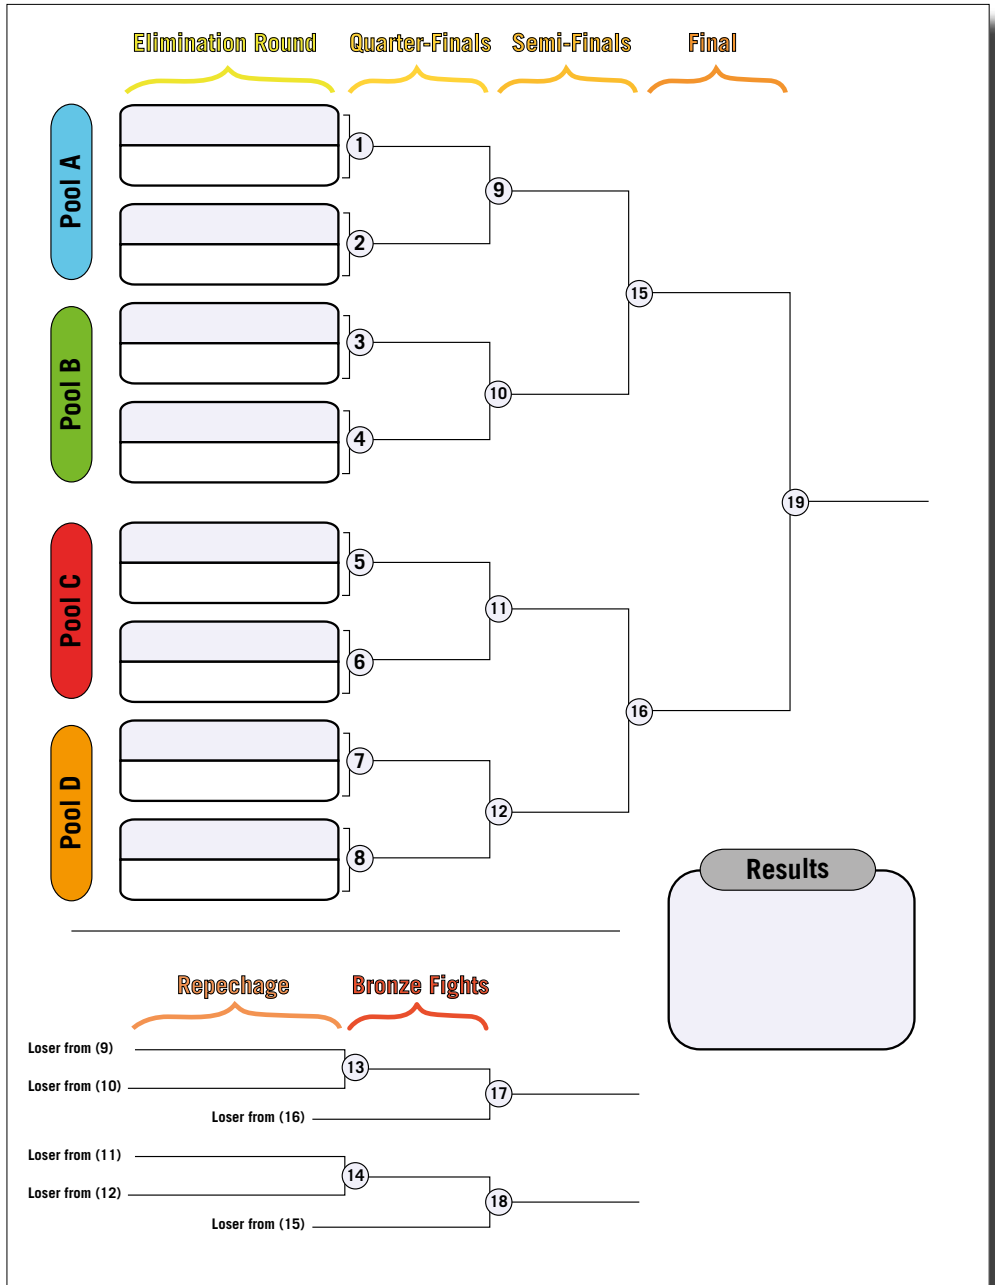 Elimination Round Quarter-Finals Semi-Finals Final
Pool A
1
9
2
15
Pool B
3
10
4
19
Pool C
5
11
6
16
Pool D
7
12
8
Results
Repechage Bronze Fights
Loser from (9)
13
Loser from (10)
17
Loser from (16)
Loser from (11)
14
Loser from (12)
18
Loser from (15)